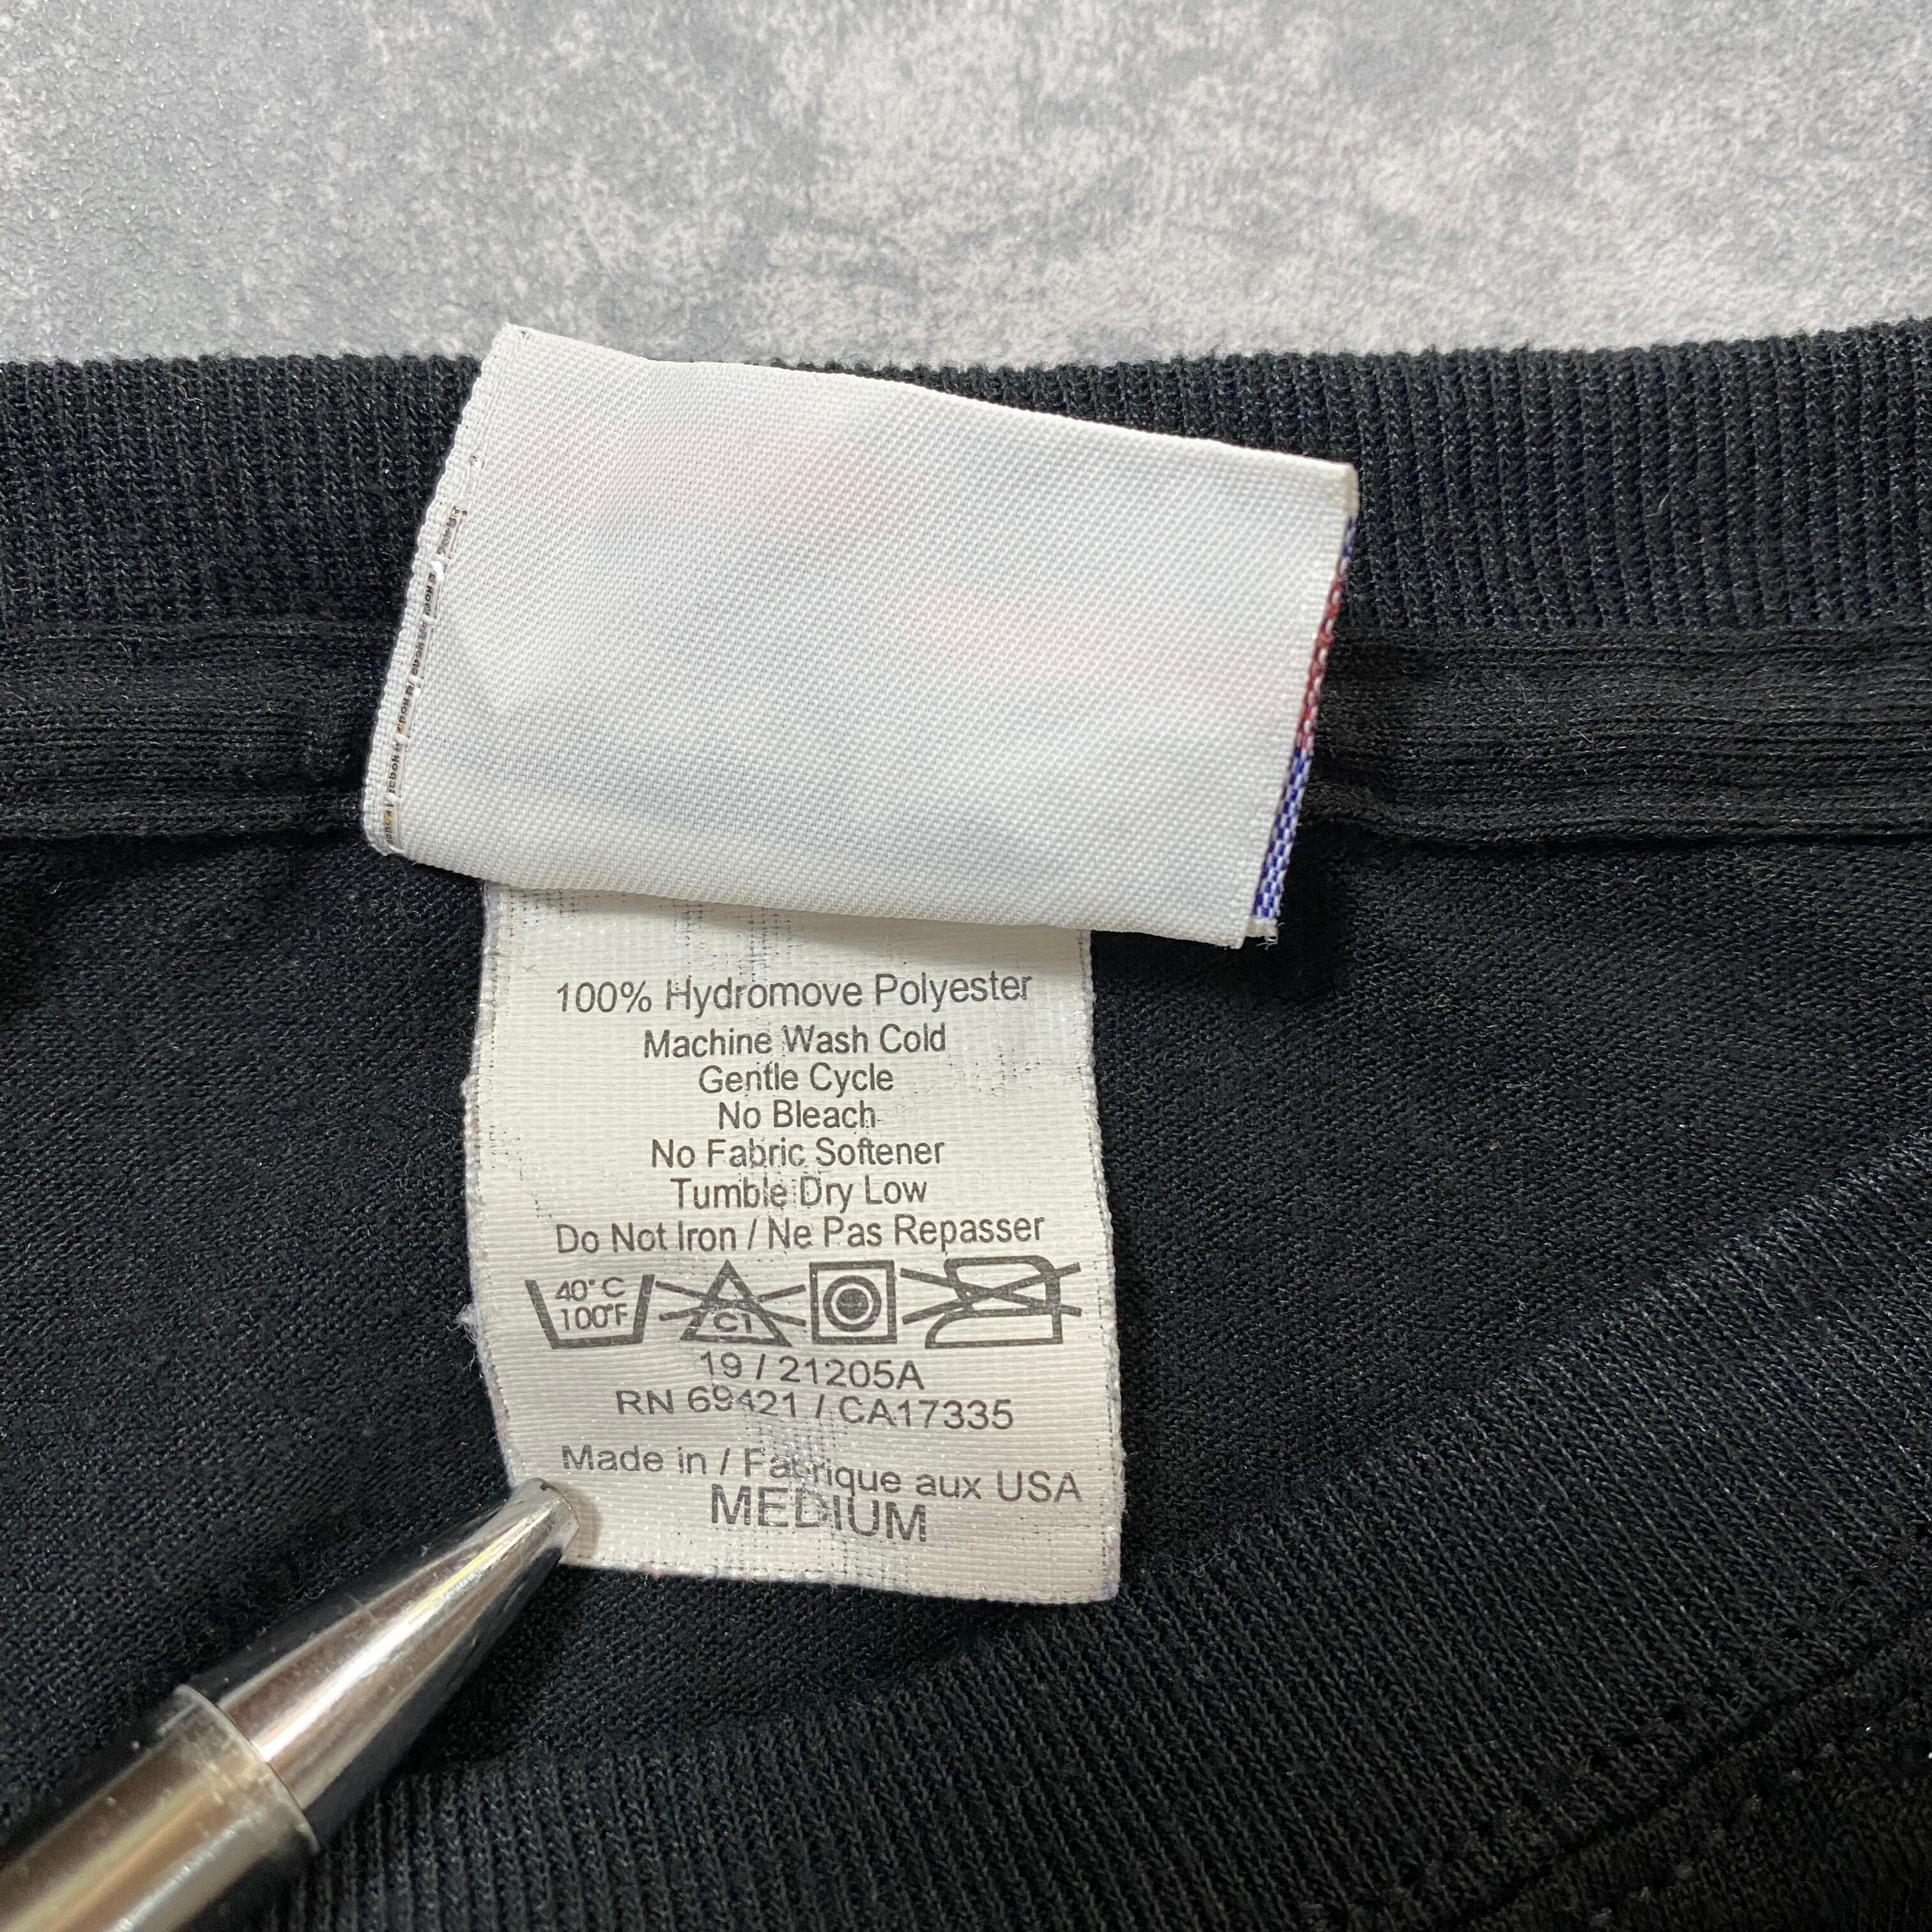 100% Hydromove Polyester
Machine Wash Cold
Gentle Cycle
No Bleach
No Fabric Softener
Tumble Dry Low
Do Not Iron / Ne Pas Repasser
40°C
100°F
C1
19 / 21205A
RN 69421 / CA17335
Made in / Fabrique aux USA
MEDIUM